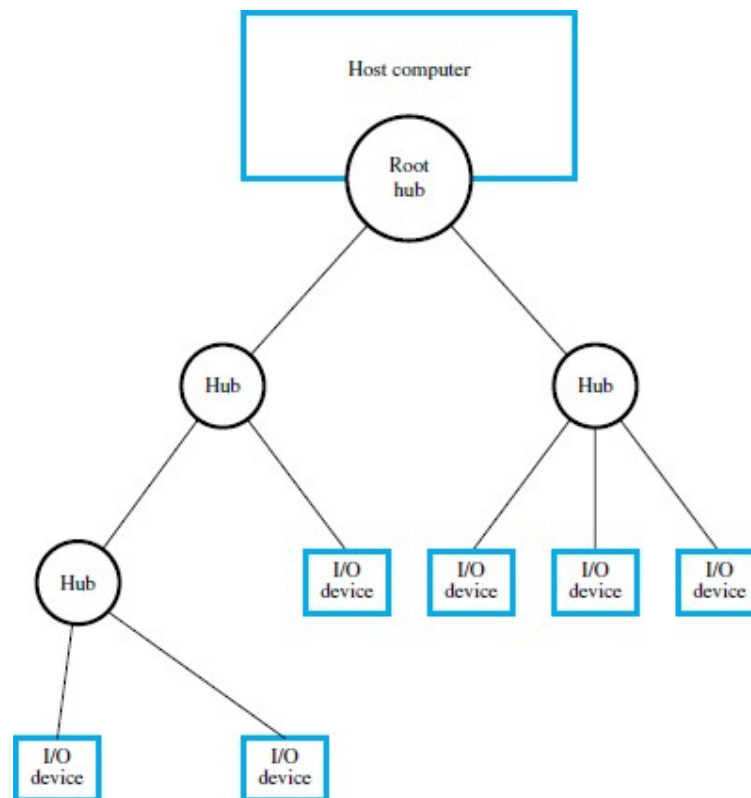 Host computer
Root
hub
Hub
Hub
Hub
I/O
device
I/O
device
I/O
device
I/O
device
I/O
device
I/O
device